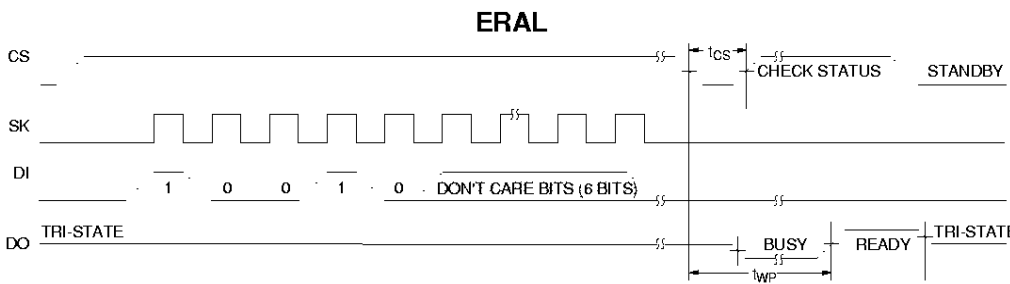 ERAL
CS
tCS
CHECK STATUS
STANDBY
SK
DI
1 0 0 1 0 DON'T CARE BITS (6 BITS)
DO
TRI-STATE
BUSY
READY
TRI-STATE
tWP